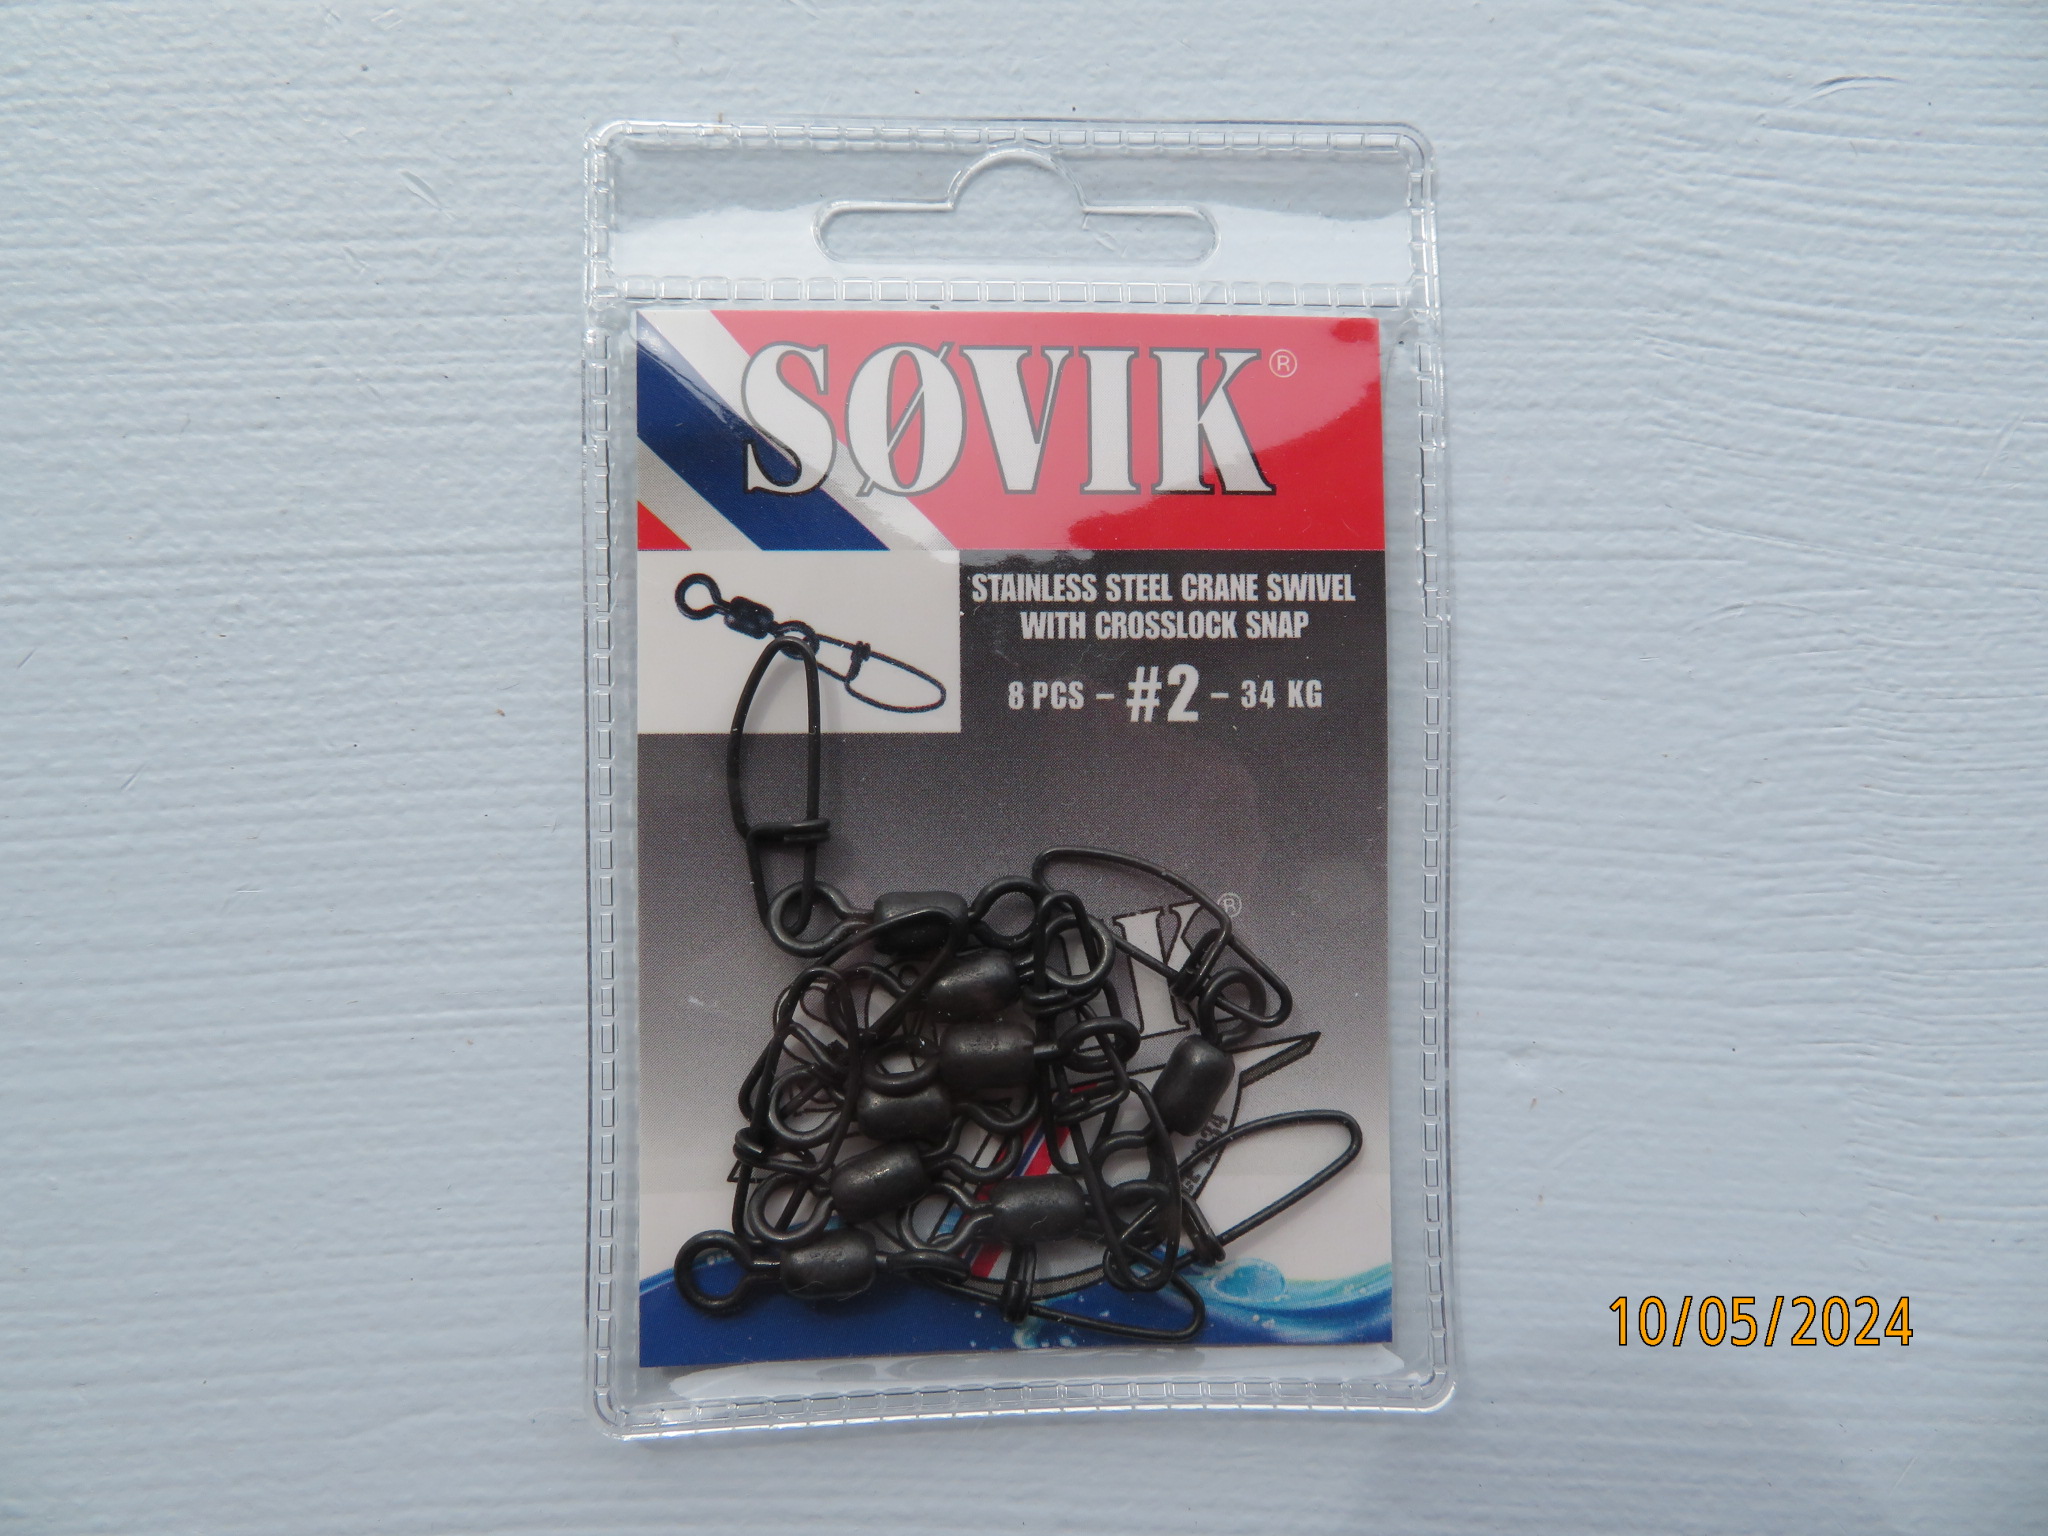 SØVIK®
STAINLESS STEEL CRANE SWIVEL
WITH CROSSLOCK SNAP
8 PCS – #2 – 34 KG
K®
10/05/2024